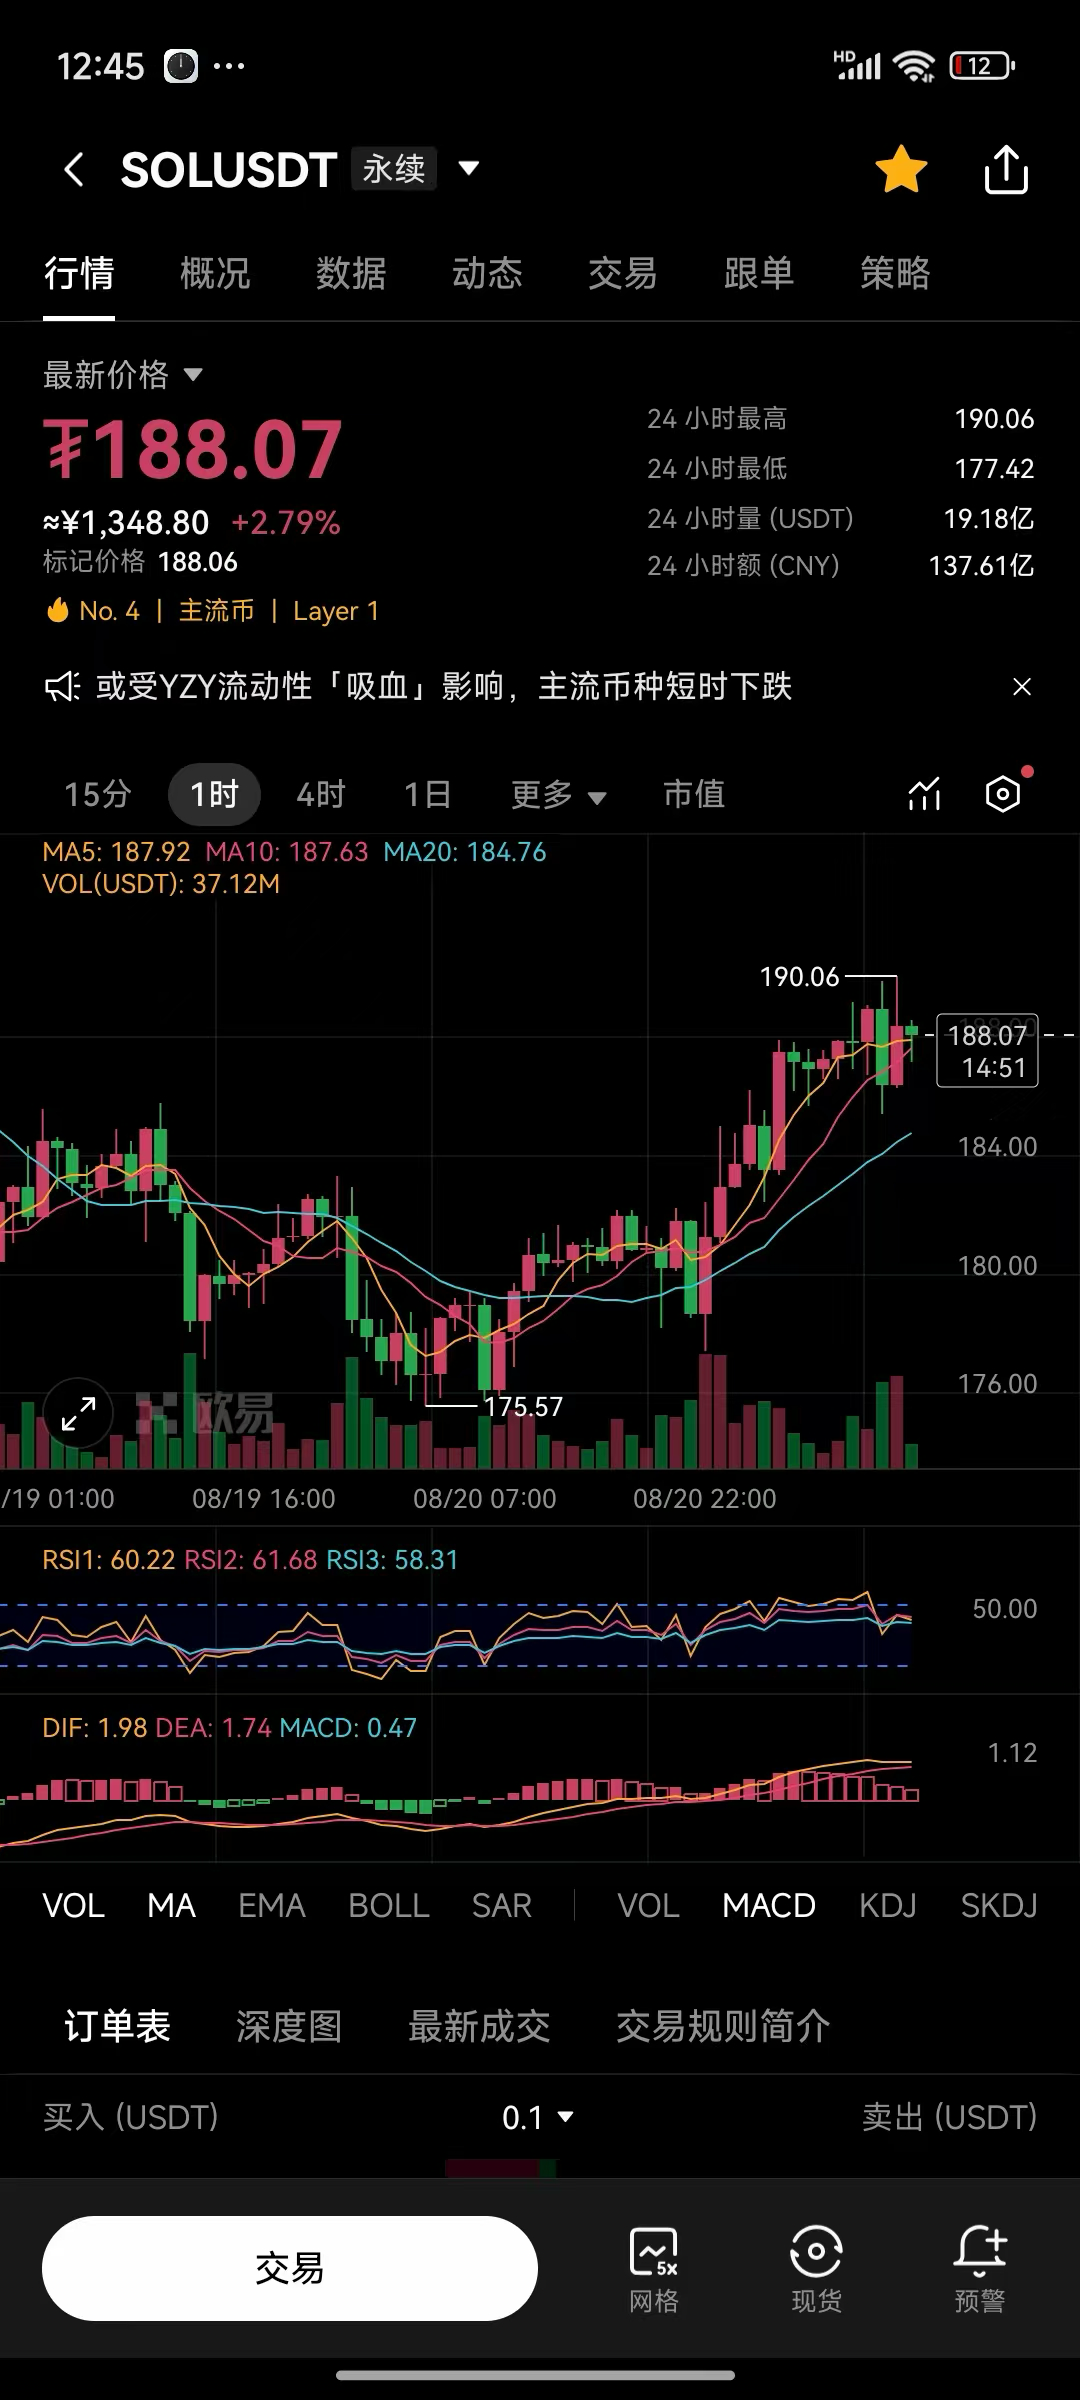 12:45
HD
12
SOLUSDT 永续
行情 概况 数据 动态 交易 跟单 策略
最新价格
₮188.07
≈¥1,348.80 +2.79%
标记价格 188.06
No. 4 | 主流币 | Layer 1
24 小时最高 190.06
24 小时最低 177.42
24 小时量 (USDT) 19.18亿
24 小时额 (CNY) 137.61亿
或受YZY流动性「吸血」影响，主流币种短时下跌
15分 1时 4时 1日 更多 市值
MA5: 187.92 MA10: 187.63 MA20: 184.76
VOL(USDT): 37.12M
190.06
188.00
188.07
14:51
184.00
180.00
176.00
欧易
175.57
/19 01:00 08/19 16:00 08/20 07:00 08/20 22:00
RSI1: 60.22 RSI2: 61.68 RSI3: 58.31
50.00
DIF: 1.98 DEA: 1.74 MACD: 0.47
1.12
VOL MA EMA BOLL SAR VOL MACD KDJ SKDJ
订单表 深度图 最新成交 交易规则简介
买入 (USDT) 0.1 卖出 (USDT)
交易
5x
网格 现货 预警